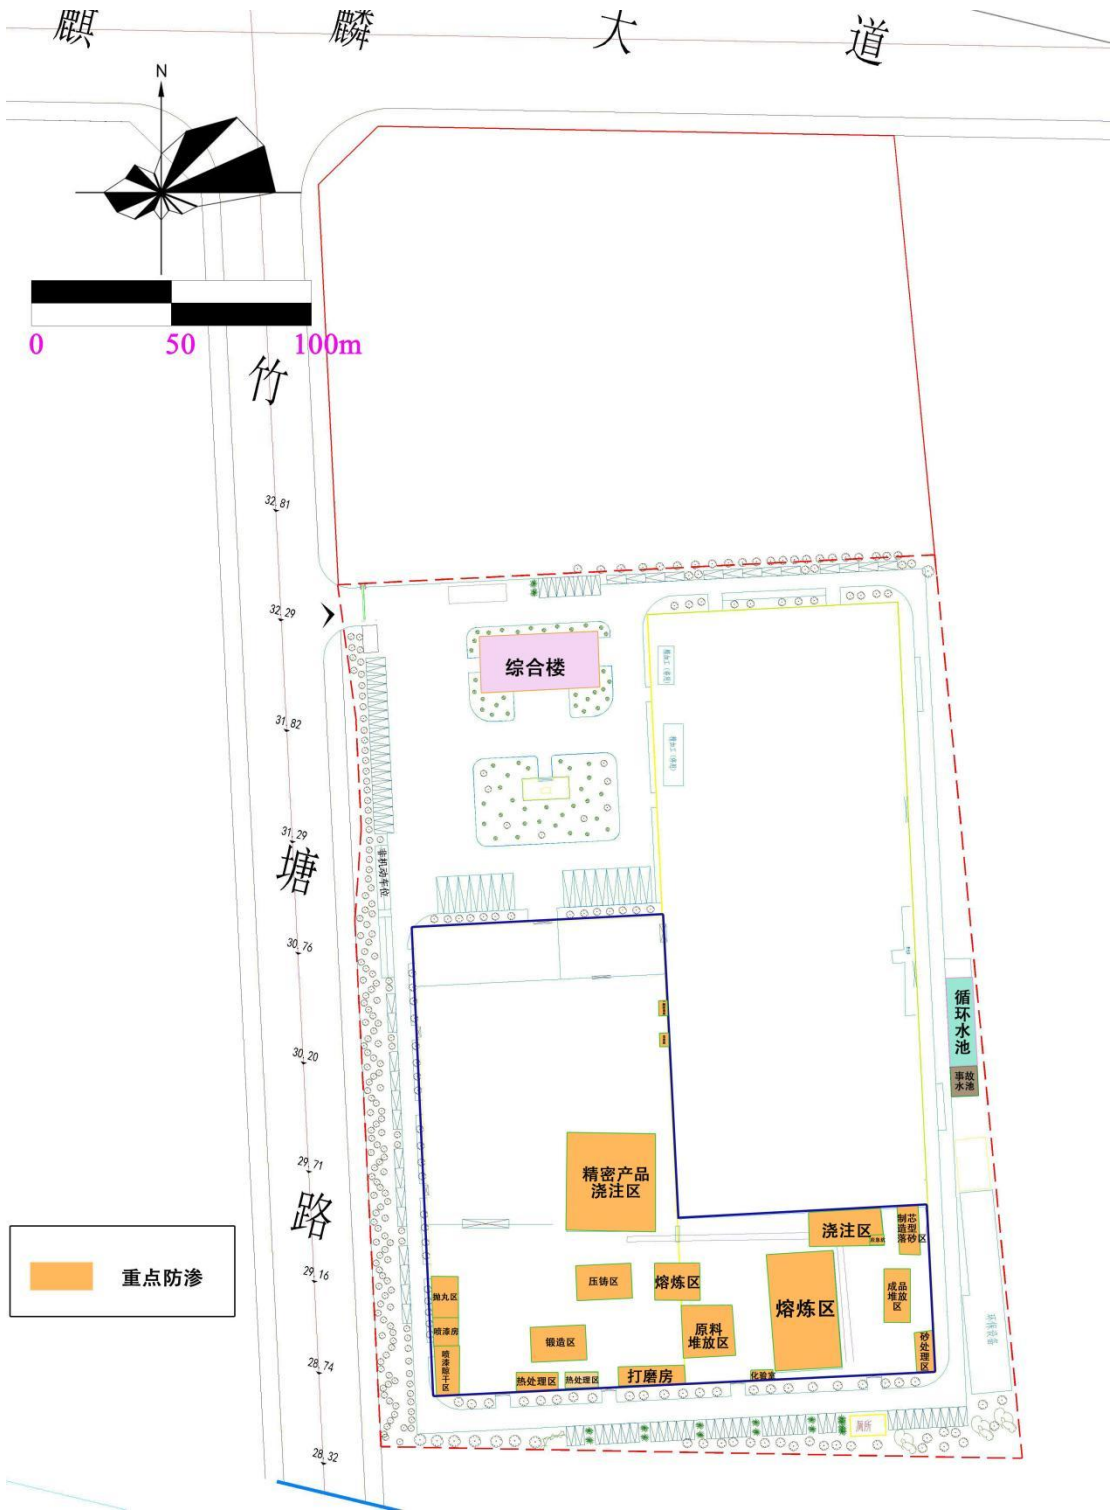 麒 麟 大 道
N
0 50 100m
竹
32.81
32.29
综合楼
31.82
31.29
塘
非机动车位
30.76
循环水池
30.20
事故
水池
29.71
精密产品
浇注区
路
浇注区
制芯
造型
落砂区
重点防渗
29.16
压铸区
熔炼区
熔炼区
成品
堆放
区
抛丸区
喷漆房
原料
堆放区
环保设备
锻造区
砂处理区
28.74
喷漆晾干区
热处理区
热处理区
打磨房
化验室
厕所
28.32